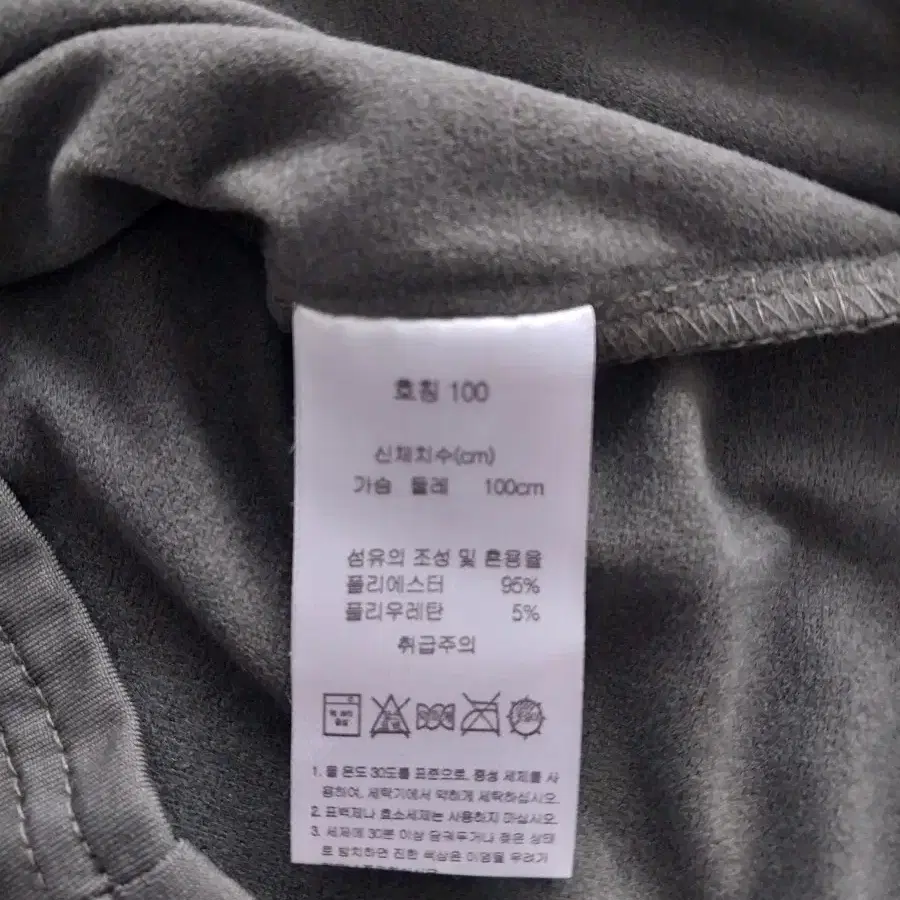 호칭 100
신체치수(cm)
가슴 둘레 100cm
섬유의 조성 및 혼용율
폴리에스터 95%
폴리우레탄 5%
취급주의
1. 물 온도 30도를 표준으로, 중성 세제를 사
용하여, 세탁기에서 약하게 세탁하십시오.
2. 표백제나 효소세제는 사용하지 마십시오.
3. 세제에 30분 이상 담궈두거나 젖은 상태
로 방치하면 진한 색상은 이염될 우려가